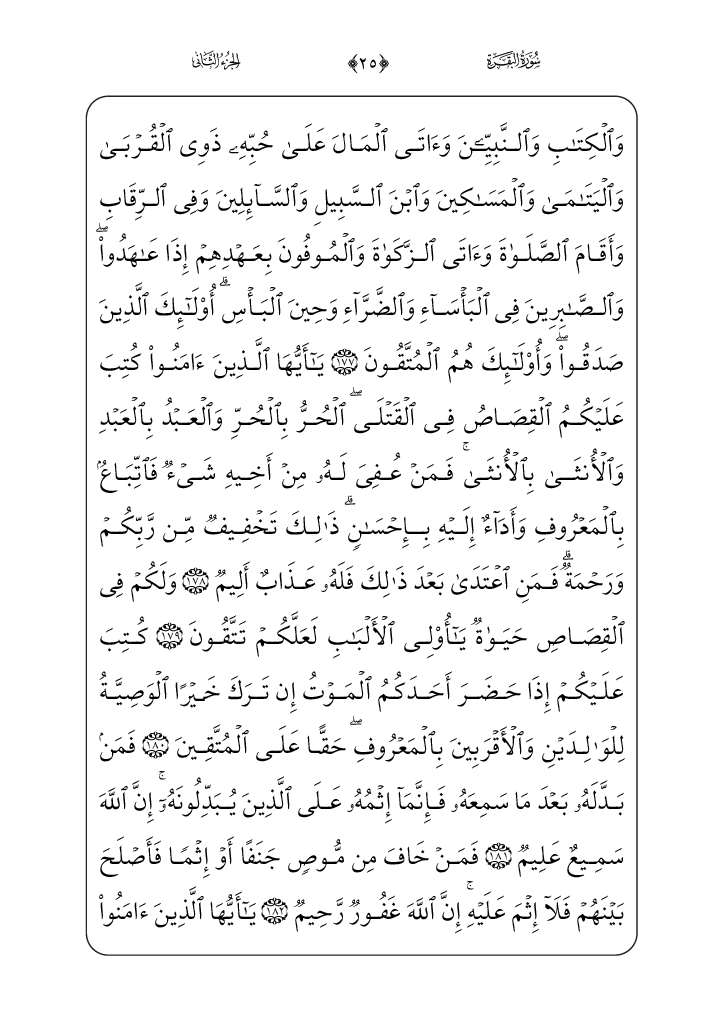 سُورَةُ البَقَرَةِ ﴿٢٥﴾ الجُزْءُ الثَّانِي
وَٱلۡكِتَٰبِ وَٱلنَّبِيِّـۧنَ وَءَاتَى ٱلۡمَالَ عَلَىٰ حُبِّهِۦ ذَوِي ٱلۡقُرۡبَىٰ
وَٱلۡيَتَٰمَىٰ وَٱلۡمَسَٰكِينَ وَٱبۡنَ ٱلسَّبِيلِ وَٱلسَّآئِلِينَ وَفِي ٱلرِّقَابِ
وَأَقَامَ ٱلصَّلَوٰةَ وَءَاتَى ٱلزَّكَوٰةَ وَٱلۡمُوفُونَ بِعَهۡدِهِمۡ إِذَا عَٰهَدُواْۖ
وَٱلصَّٰبِرِينَ فِي ٱلۡبَأۡسَآءِ وَٱلضَّرَّآءِ وَحِينَ ٱلۡبَأۡسِۗ أُوْلَٰٓئِكَ ٱلَّذِينَ
صَدَقُواْۖ وَأُوْلَٰٓئِكَ هُمُ ٱلۡمُتَّقُونَ ١٧٧ يَٰٓأَيُّهَا ٱلَّذِينَ ءَامَنُواْ كُتِبَ
عَلَيۡكُمُ ٱلۡقِصَاصُ فِي ٱلۡقَتۡلَىۖ ٱلۡحُرُّ بِٱلۡحُرِّ وَٱلۡعَبۡدُ بِٱلۡعَبۡدِ
وَٱلۡأُنثَىٰ بِٱلۡأُنثَىٰۚ فَمَنۡ عُفِيَ لَهُۥ مِنۡ أَخِيهِ شَيۡءٞ فَٱتِّبَاعُۢ
بِٱلۡمَعۡرُوفِ وَأَدَآءٌ إِلَيۡهِ بِإِحۡسَٰنٖۗ ذَٰلِكَ تَخۡفِيفٞ مِّن رَّبِّكُمۡ
وَرَحۡمَةٞۗ فَمَنِ ٱعۡتَدَىٰ بَعۡدَ ذَٰلِكَ فَلَهُۥ عَذَابٌ أَلِيمٞ ١٧٨ وَلَكُمۡ فِي
ٱلۡقِصَاصِ حَيَوٰةٞ يَٰٓأُوْلِي ٱلۡأَلۡبَٰبِ لَعَلَّكُمۡ تَتَّقُونَ ١٧٩ كُتِبَ
عَلَيۡكُمۡ إِذَا حَضَرَ أَحَدَكُمُ ٱلۡمَوۡتُ إِن تَرَكَ خَيۡرًا ٱلۡوَصِيَّةُ
لِلۡوَٰلِدَيۡنِ وَٱلۡأَقۡرَبِينَ بِٱلۡمَعۡرُوفِۖ حَقًّا عَلَى ٱلۡمُتَّقِينَ ١٨٠ فَمَنۢ
بَدَّلَهُۥ بَعۡدَ مَا سَمِعَهُۥ فَإِنَّمَآ إِثۡمُهُۥ عَلَى ٱلَّذِينَ يُبَدِّلُونَهُۥٓۚ إِنَّ ٱللَّهَ
سَمِيعٌ عَلِيمٞ ١٨١ فَمَنۡ خَافَ مِن مُّوصٖ جَنَفًا أَوۡ إِثۡمٗا فَأَصۡلَحَ
بَيۡنَهُمۡ فَلَآ إِثۡمَ عَلَيۡهِۚ إِنَّ ٱللَّهَ غَفُورٞ رَّحِيمٞ ١٨٢ يَٰٓأَيُّهَا ٱلَّذِينَ ءَامَنُواْ